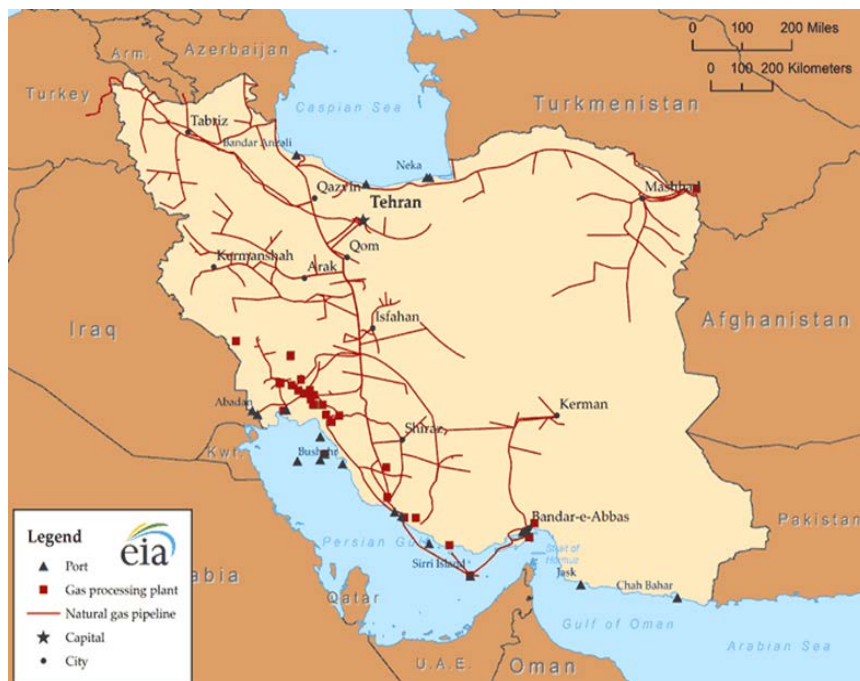 0 100 200 Miles
0 100 200 Kilometers
Azerbaijan
Arm.
Turkey
Caspian Sea
Turkmenistan
Tabriz
Bandar Anzali
Neka
Qazvin
Mashhad
Tehran
Qom
Kermanshah
Arak
Iraq
Isfahan
Afghanistan
Abadan
Kerman
Shiraz
Kwt.
Bushehr
Bandar-e-Abbas
Pakistan
Persian Gulf
Strait of
Hormuz
Sirri Island
Jask
Chah Bahar
Qatar
Gulf of Oman
Arabian Sea
U.A.E.
Oman
abia
Legend
eia
Port
Gas processing plant
Natural gas pipeline
Capital
City